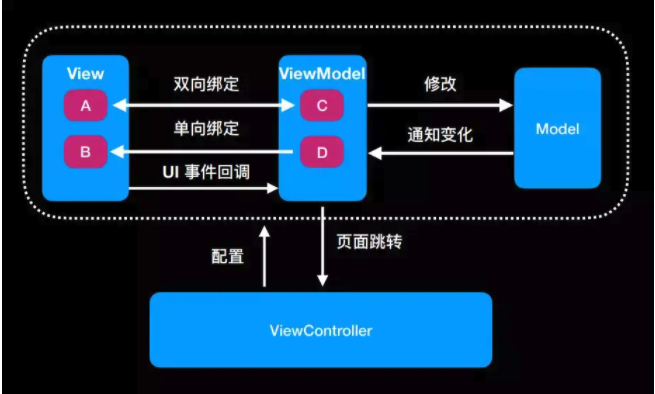 View
ViewModel
A
双向绑定
C
修改
单向绑定
通知变化
Model
B
D
UI 事件回调
配置
页面跳转
ViewController